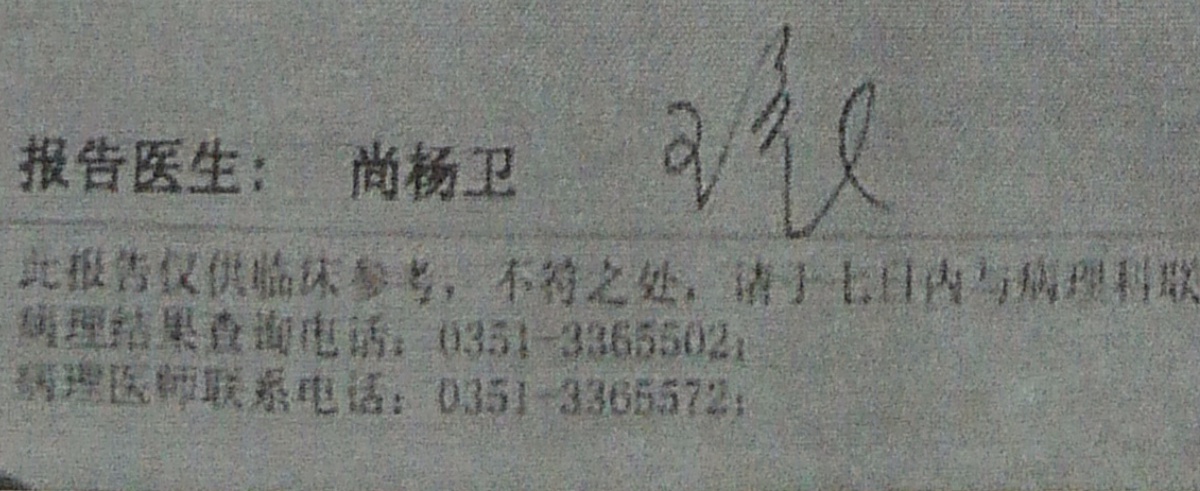 报告医生： 尚杨卫
此报告仅供临床参考，不符之处，请于七日内与病理科联
病理结果查询电话：0351-3365502；
病理医师联系电话：0351-3365572；